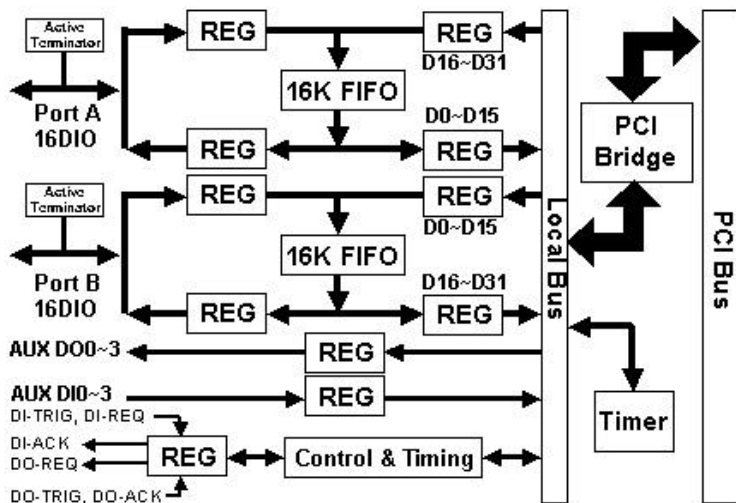 Active
Terminator
REG
REG
D16~D31
16K FIFO
Port A
16DIO
D0~D15
REG
REG
PCI
Bridge
Active
Terminator
REG
REG
D0~D15
16K FIFO
Port B
16DIO
D16~D31
REG
REG
Local Bus
PCI Bus
AUX DO0~3
REG
AUX DI0~3
REG
Timer
DI-TRIG, DI-REQ
DI-ACK
DO-REQ
REG
Control & Timing
DO-TRIG, DO-ACK